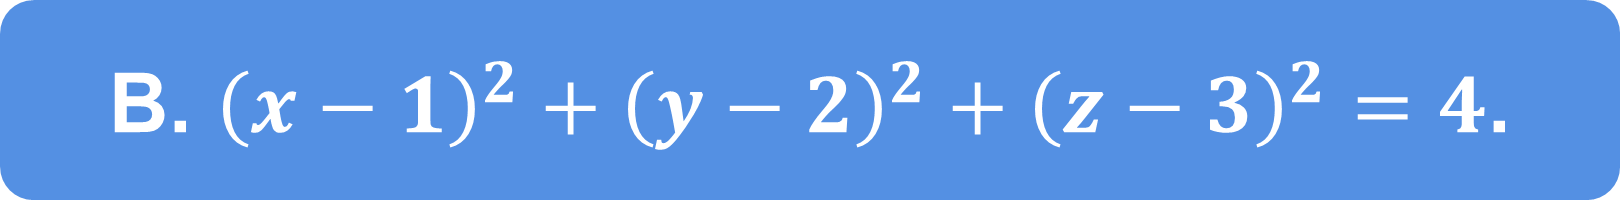 B. (x − 1)² + (y − 2)² + (z − 3)² = 4.